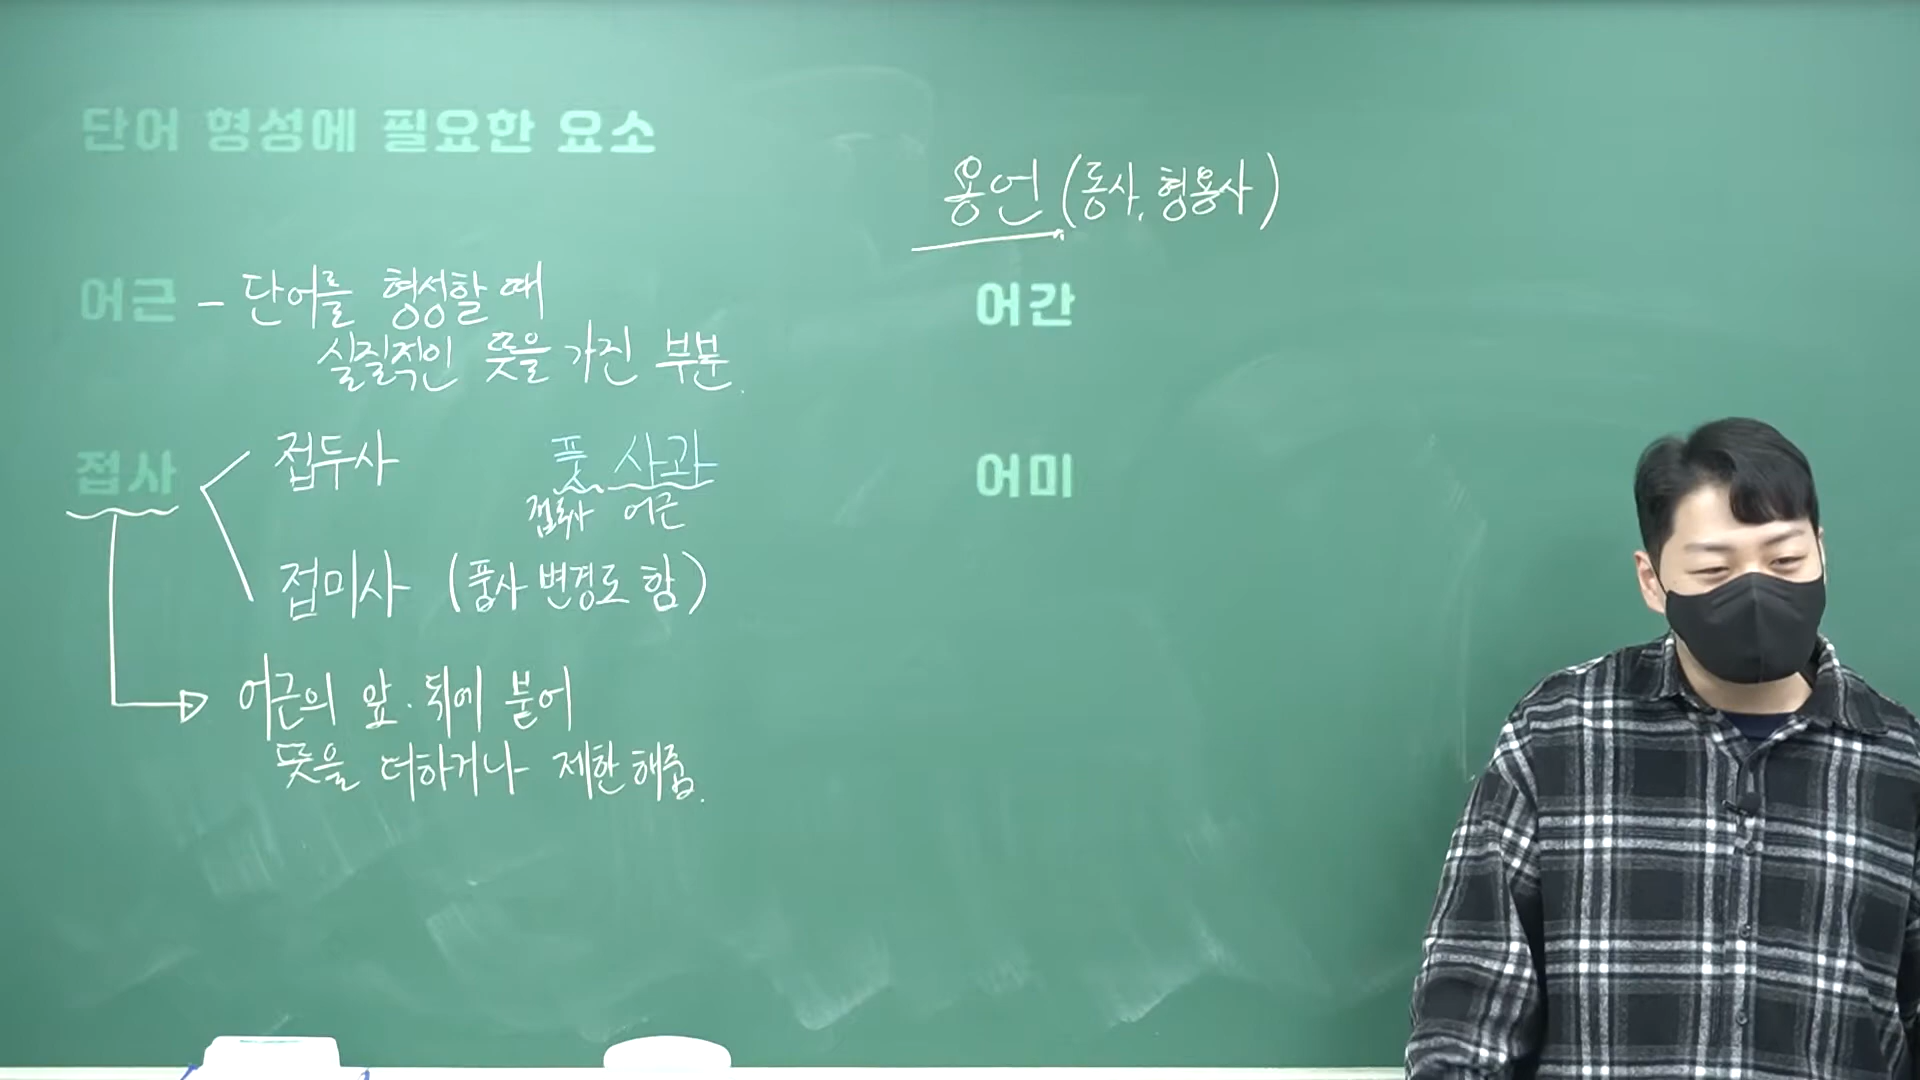 단어 형성에 필요한 요소
어근 - 단어를 형성할 때
실질적인 뜻을 가진 부분.
접사
접두사
풋사과
접두사 어근
접미사 (품사 변경도 함)
어근의 앞·뒤에 붙어
뜻을 더하거나 제한해줌.
용언 (동사, 형용사)
어간
어미